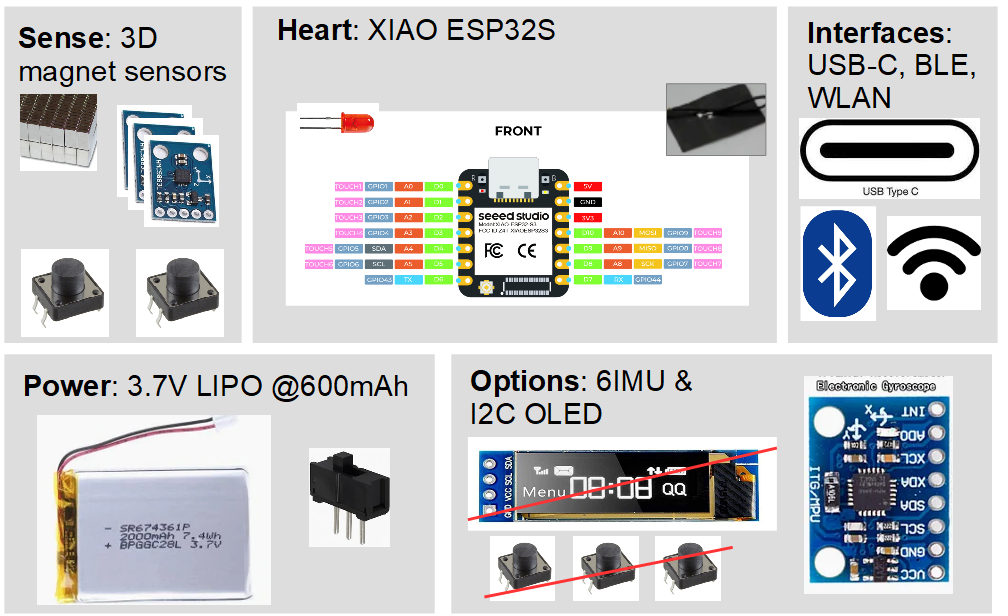 Sense: 3D
magnet sensors
Heart: XIAO ESP32S
FRONT
TOUCH1 GPIO1 A0 D0
TOUCH2 GPIO2 A1 D1
TOUCH3 GPIO3 A2 D2
TOUCH4 GPIO4 A3 D3
TOUCH5 GPIO5 SDA A4 D4
TOUCH6 GPIO6 SCL A5 D5
GPIO43 TX D6
seeed studio
Model:XIAO-ESP32-S3
FC CE
5V
GND
3V3
D10 A10 MOSI GPIO9 TOUCH9
D9 A9 MISO GPIO8 TOUCH8
D8 A8 SCK GPIO7 TOUCH7
D7 RX GPIO44
Interfaces:
USB-C, BLE,
WLAN
USB Type C
Power: 3.7V LIPO @600mAh
- SR674361P
2000mAh 7.4Wh
+ BPGGC28L 3.7V
Options: 6IMU &
I2C OLED
GND VCC SCL SDA
Menu 09:08 QQ
Electronic Gyroscope
INT
ADO
XCL
XDA
SDA
SCL
GND
VCC
ITG/MPU
X
Y